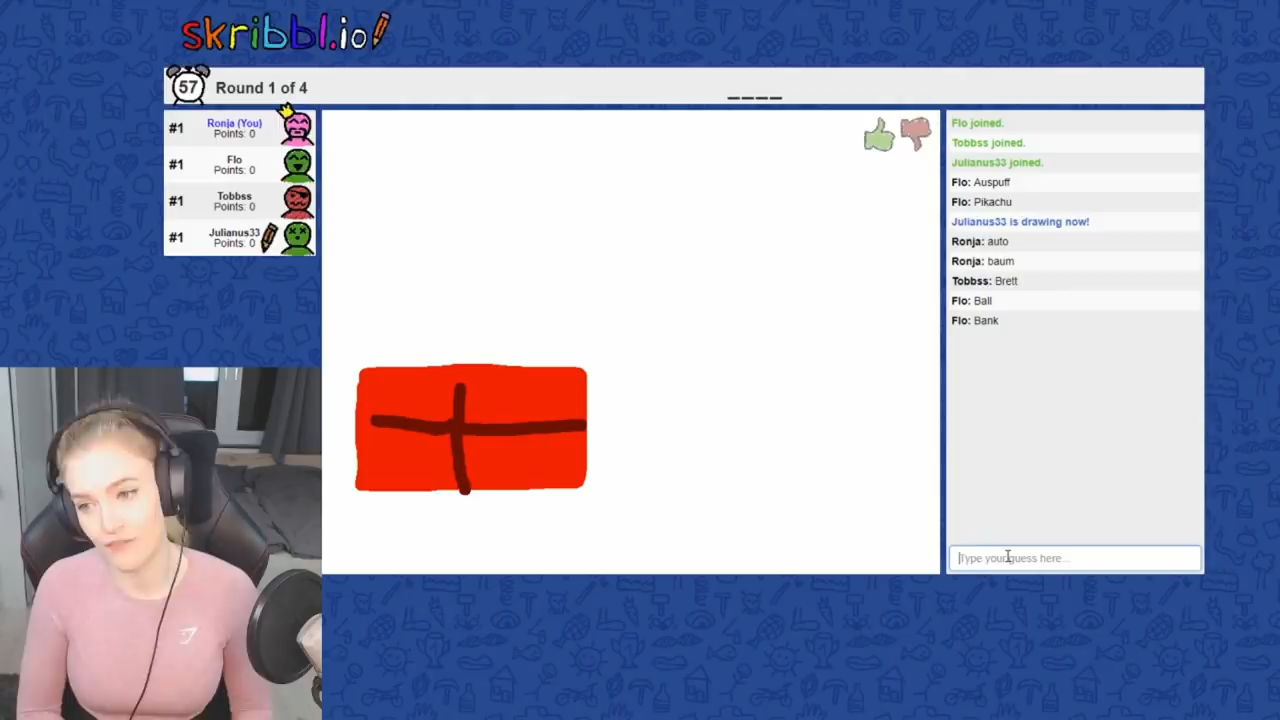 skribbl.io
57
Round 1 of 4
____
#1
Ronja (You)
Points: 0
#1
Flo
Points: 0
#1
Tobbss
Points: 0
#1
Julianus33
Points: 0
Flo joined.
Tobbss joined.
Julianus33 joined.
Flo: Auspuff
Flo: Pikachu
Julianus33 is drawing now!
Ronja: auto
Ronja: baum
Tobbss: Brett
Flo: Ball
Flo: Bank
Type your guess here...